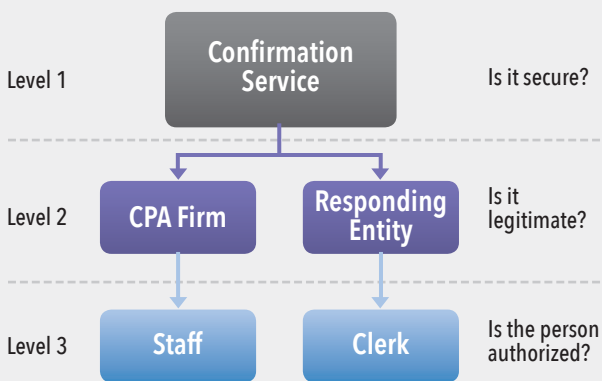 Level 1
Confirmation
Service
Is it secure?
Level 2
CPA Firm
Responding
Entity
Is it
legitimate?
Level 3
Staff
Clerk
Is the person
authorized?